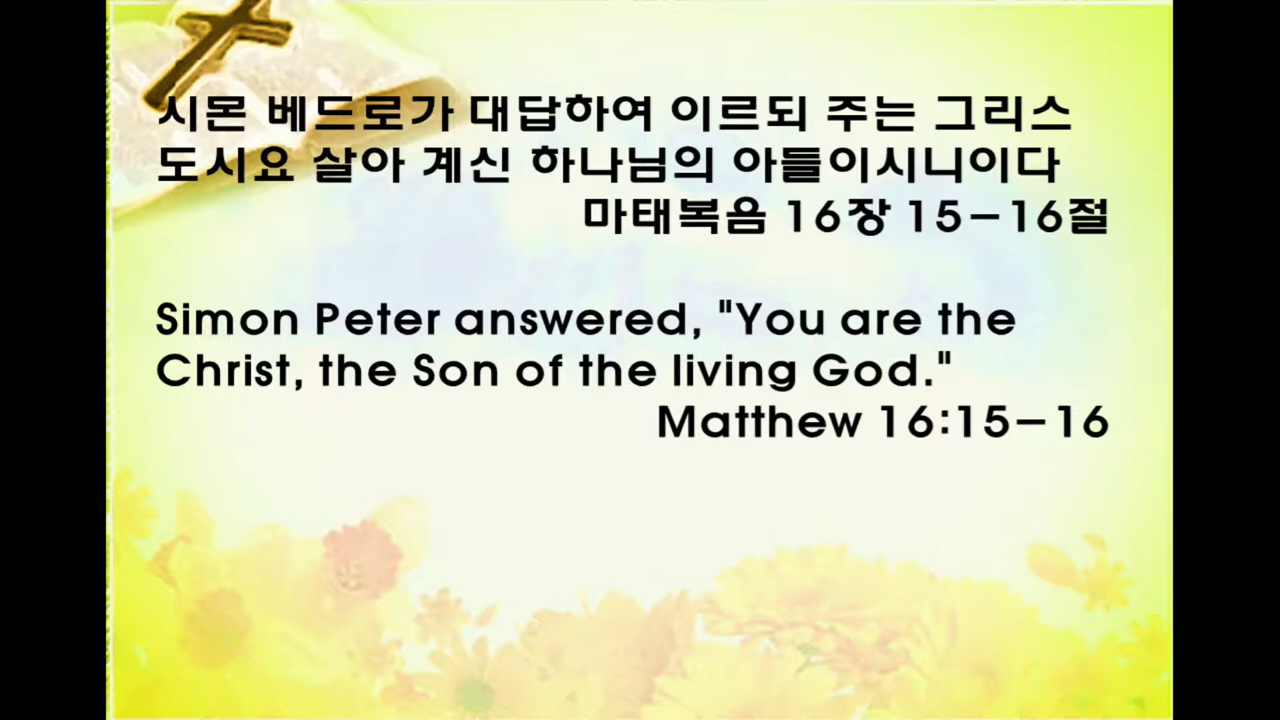 시몬 베드로가 대답하여 이르되 주는 그리스
도시요 살아 계신 하나님의 아들이시니이다
마태복음 16장 15-16절
Simon Peter answered, "You are the
Christ, the Son of the living God."
Matthew 16:15-16